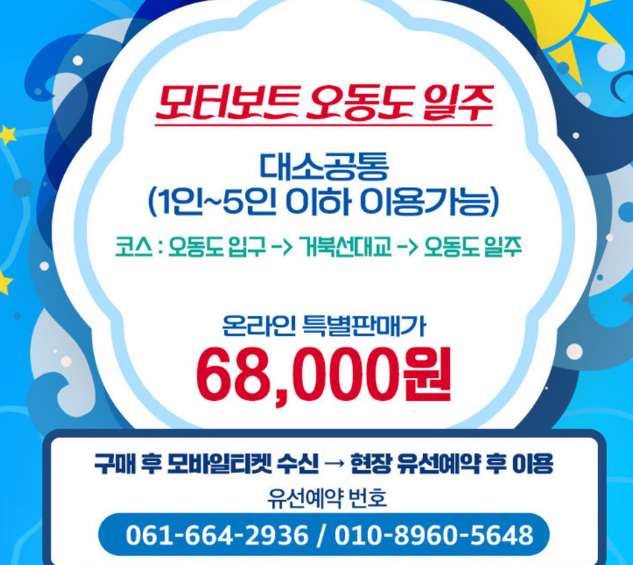 모터보트 오동도 일주
대소공통
(1인~5인 이하 이용가능)
코스 : 오동도 입구 -> 거북선대교 -> 오동도 일주
온라인 특별판매가
68,000원
구매 후 모바일티켓 수신 → 현장 유선예약 후 이용
유선예약 번호
061-664-2936 / 010-8960-5648